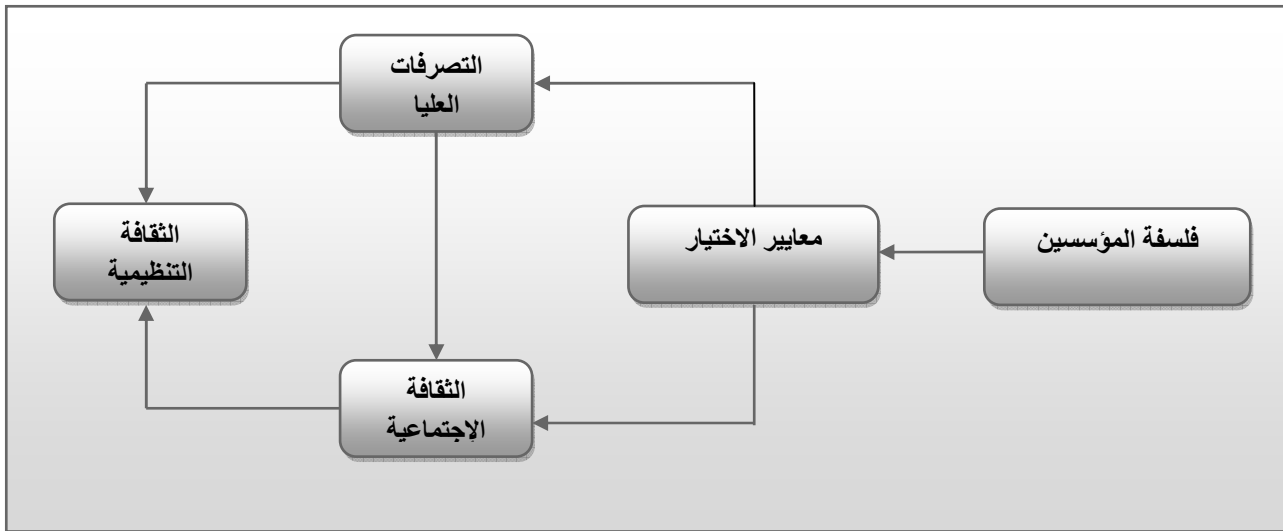 فلسفة المؤسسين
معايير الاختيار
التصرفات
العليا
الثقافة
الإجتماعية
الثقافة
التنظيمية